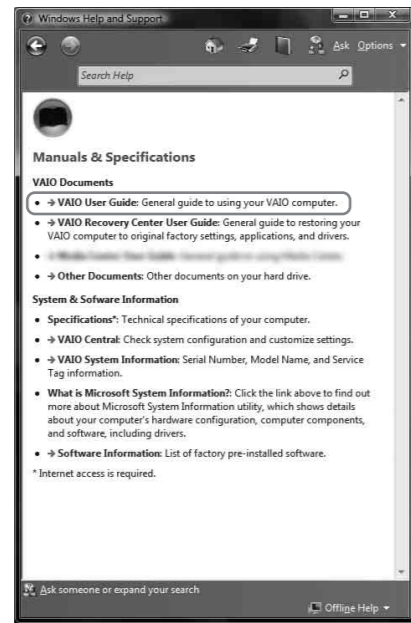 Windows Help and Support
Ask Options
Search Help
Manuals & Specifications
VAIO Documents
• → VAIO User Guide: General guide to using your VAIO computer.
• → VAIO Recovery Center User Guide: General guide to restoring your
VAIO computer to original factory settings, applications, and drivers.
• → Other Documents: Other documents on your hard drive.
System & Sofware Information
• Specifications*: Technical specifications of your computer.
• → VAIO Central: Check system configuration and customize settings.
• → VAIO System Information: Serial Number, Model Name, and Service
Tag information.
• What is Microsoft System Information?: Click the link above to find out
more about Microsoft System Information utility, which shows details
about your computer's hardware configuration, computer components,
and software, including drivers.
• → Software Information: List of factory pre-installed software.
* Internet access is required.
Ask someone or expand your search
Offline Help